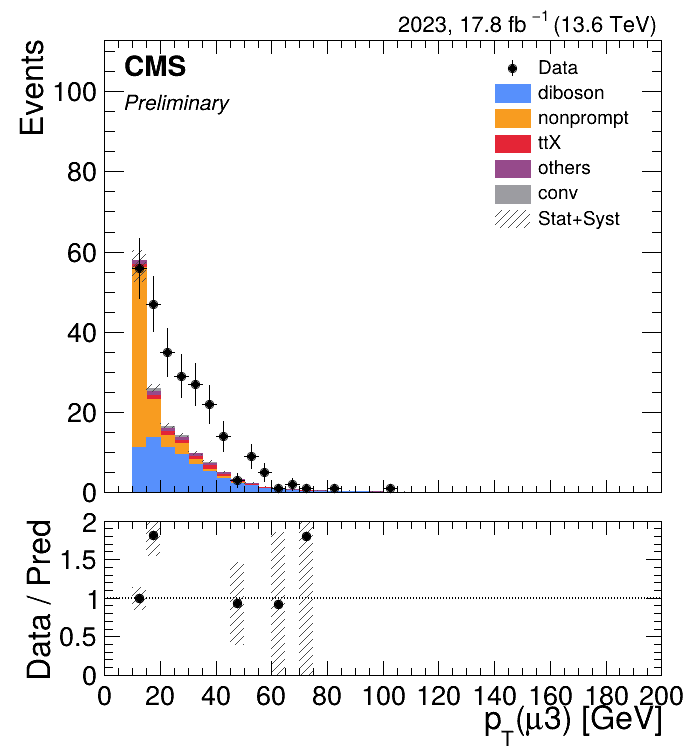 2023, 17.8 fb⁻¹ (13.6 TeV)
CMS
Preliminary
Events
100
80
60
40
20
0
Data
diboson
nonprompt
ttX
others
conv
Stat+Syst
Data / Pred
2
1.5
1
0.5
0
0 20 40 60 80 100 120 140 160 180 200
p_T(μ3) [GeV]